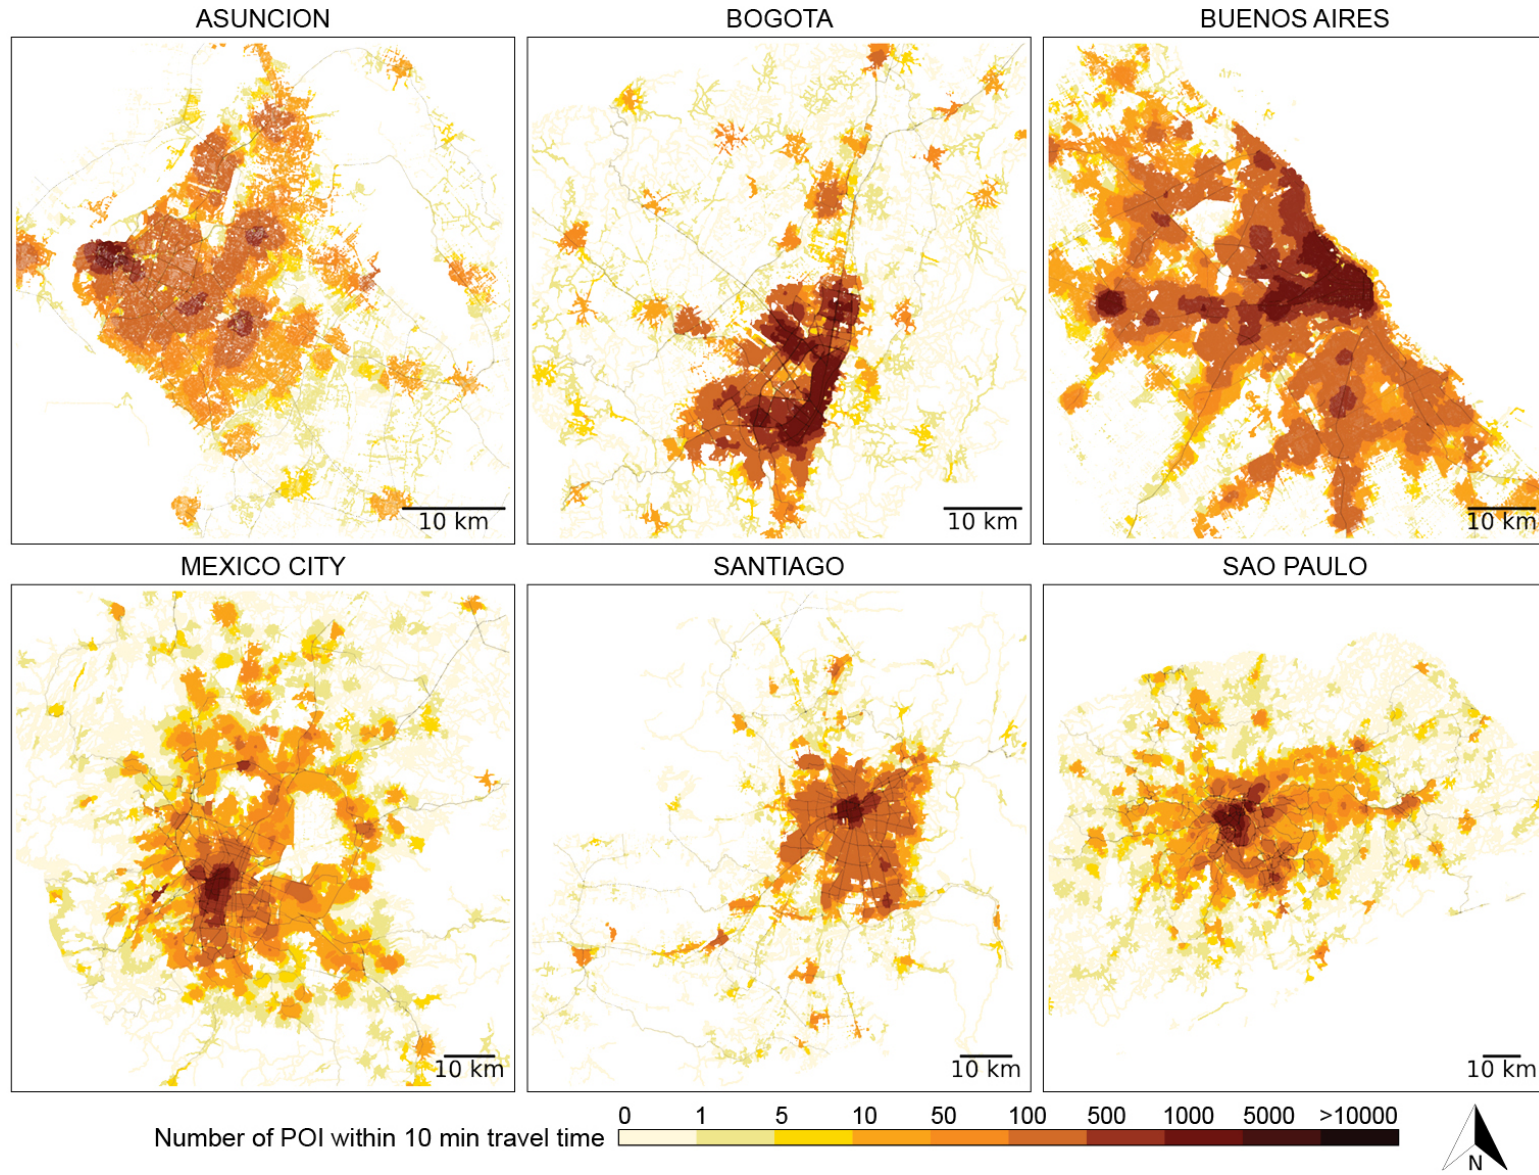 ASUNCION
BOGOTA
BUENOS AIRES
10 km
10 km
10 km
MEXICO CITY
SANTIAGO
SAO PAULO
10 km
10 km
10 km
0 1 5 10 50 100 500 1000 5000 >10000
Number of POI within 10 min travel time
N